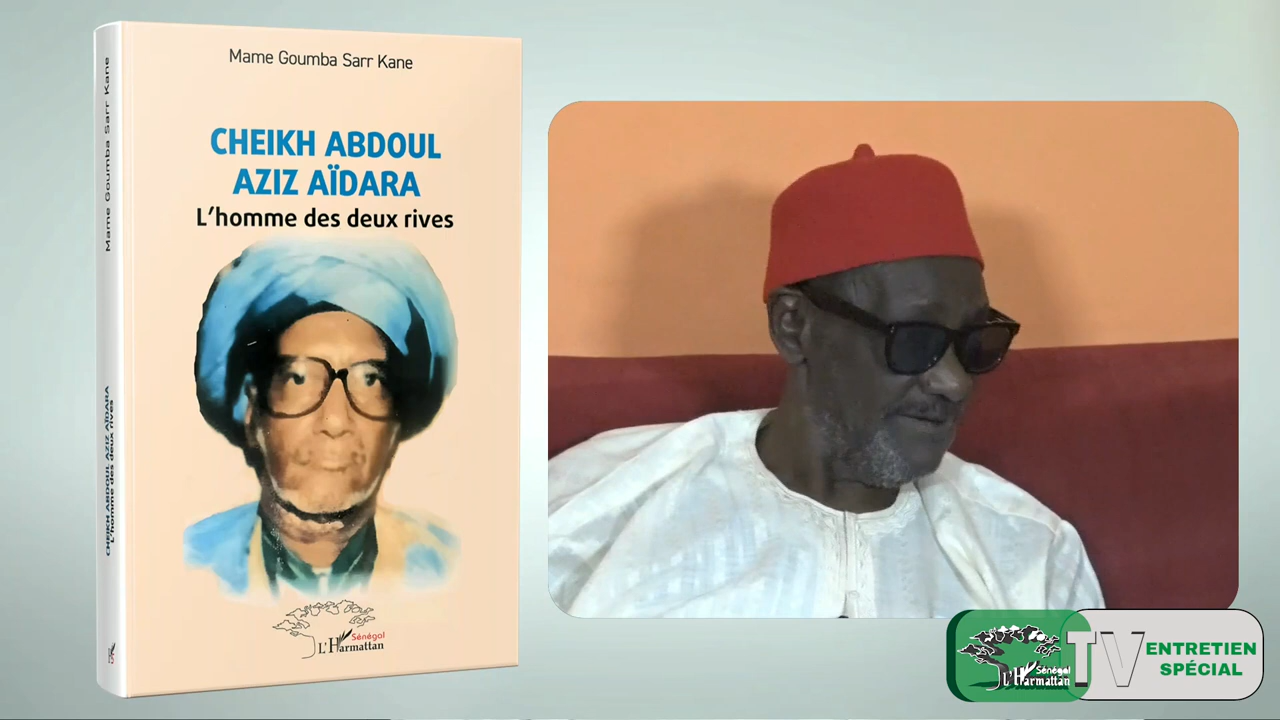 Mame Goumba Sarr Kane
CHEIKH ABDOUL
AZIZ AÏDARA
L'homme des deux rives
Sénégal
L'Harmattan
Mame Goumba Sarr Kane
CHEIKH ABDOUL AZIZ AÏDARA
L'homme des deux rives
Sénégal
L'Harmattan
TV
ENTRETIEN
SPÉCIAL